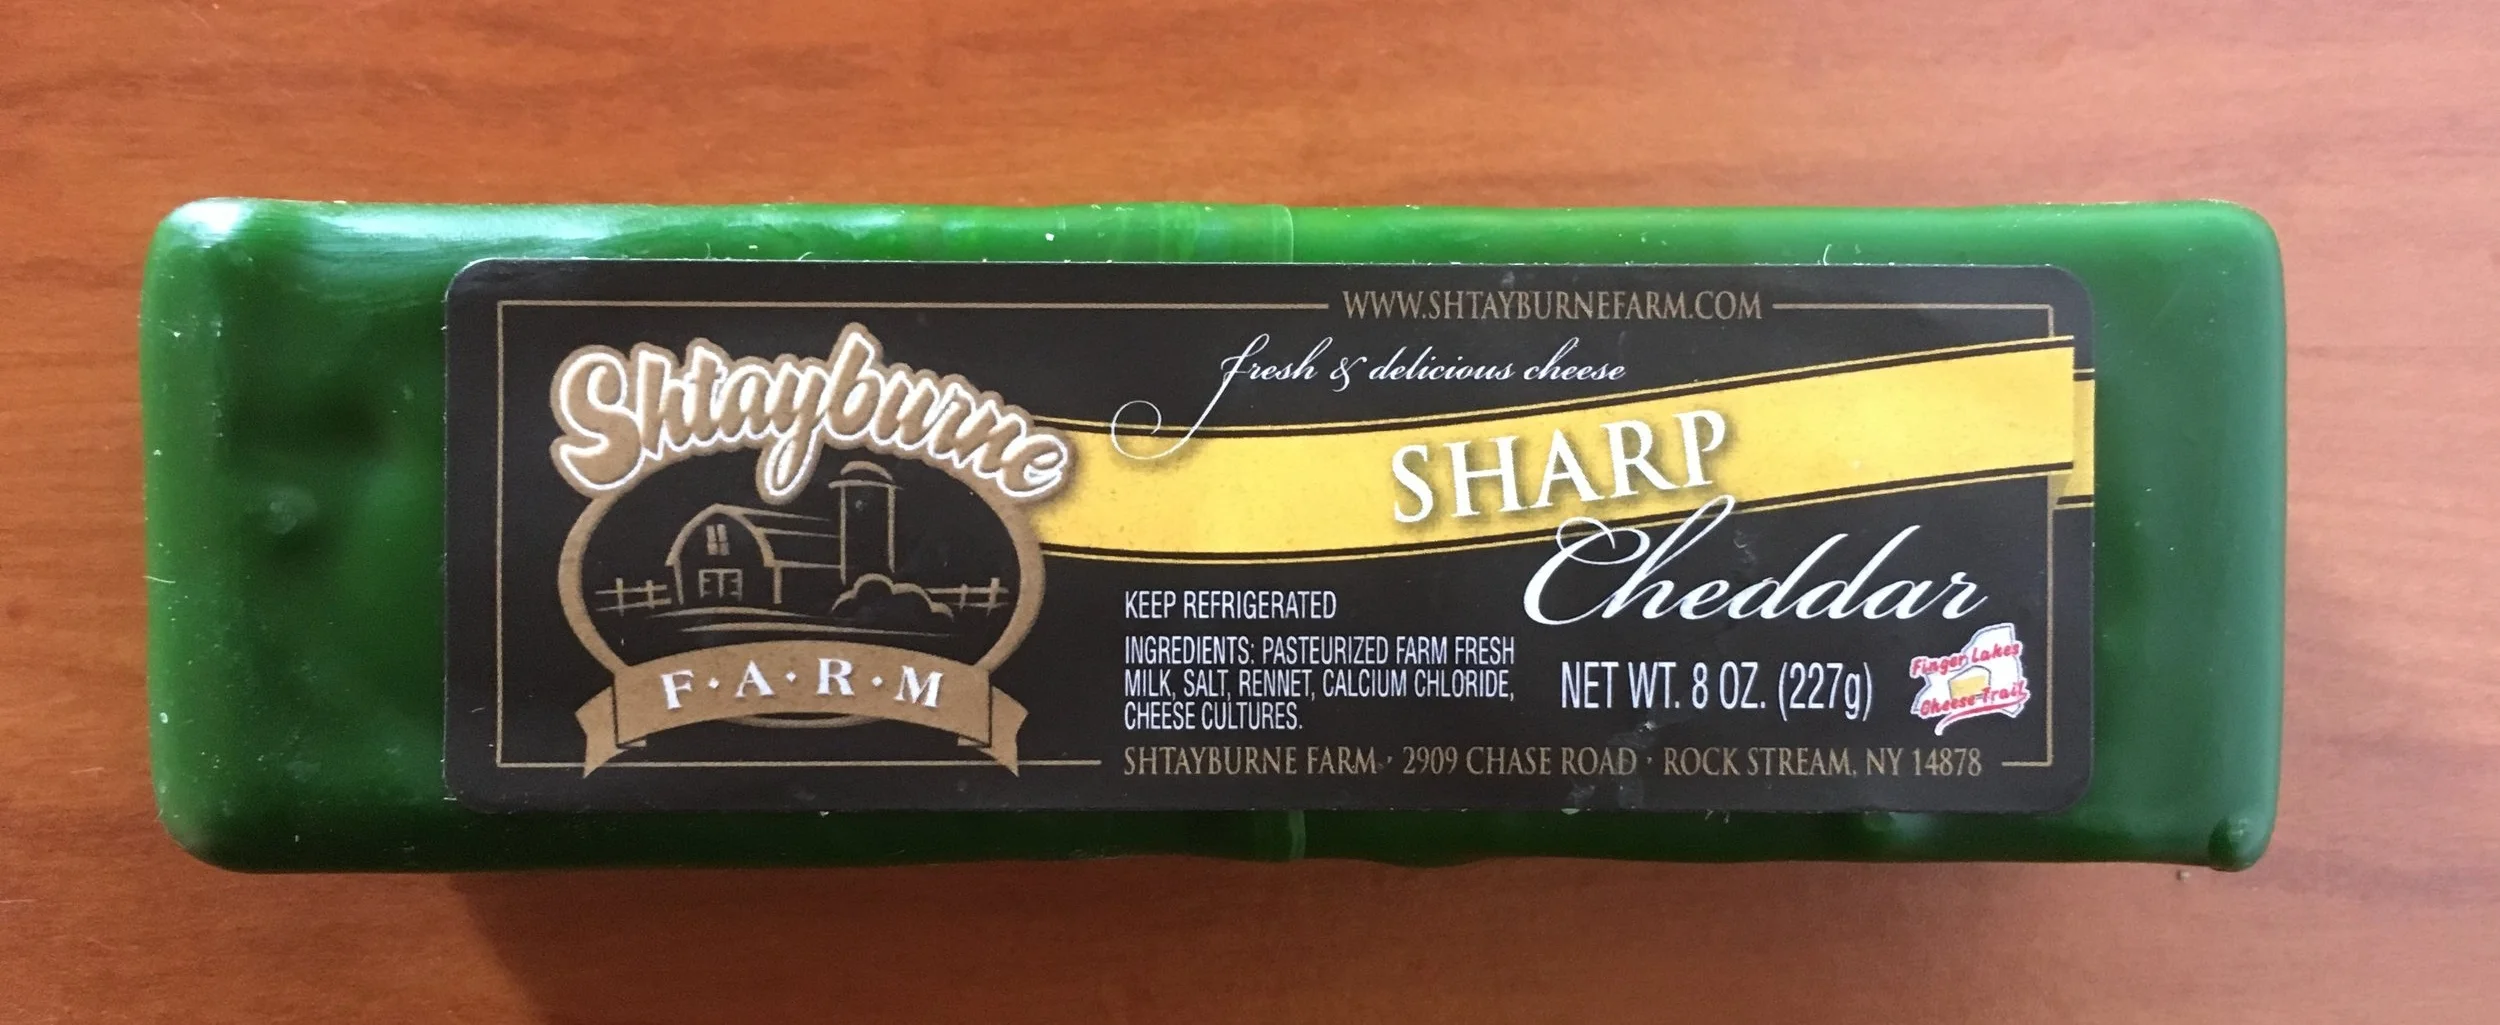 WWW.SHTAYBURNEFARM.COM
fresh & delicious cheese
Shtayburne
F·A·R·M
SHARP
Cheddar
KEEP REFRIGERATED
INGREDIENTS: PASTEURIZED FARM FRESH
MILK, SALT, RENNET, CALCIUM CHLORIDE,
CHEESE CULTURES.
NET WT. 8 OZ. (227g)
Finger Lakes
Cheese Trail
SHTAYBURNE FARM · 2909 CHASE ROAD · ROCK STREAM, NY 14878